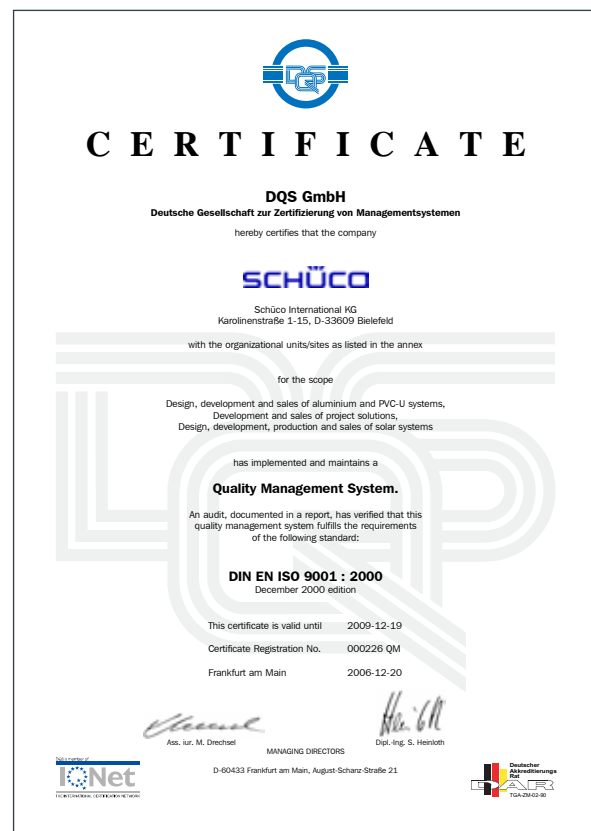 DQS
C E R T I F I C A T E
DQS GmbH
Deutsche Gesellschaft zur Zertifizierung von Managementsystemen
hereby certifies that the company
SCHÜCO
Schüco International KG
Karolinenstraße 1-15, D-33609 Bielefeld
with the organizational units/sites as listed in the annex
for the scope
Design, development and sales of aluminium and PVC-U systems,
Development and sales of project solutions,
Design, development, production and sales of solar systems
has implemented and maintains a
Quality Management System.
An audit, documented in a report, has verified that this
quality management system fulfills the requirements
of the following standard:
DIN EN ISO 9001 : 2000
December 2000 edition
This certificate is valid until 2009-12-19
Certificate Registration No. 000226 QM
Frankfurt am Main 2006-12-20
Ass. iur. M. Drechsel Dipl.-Ing. S. Heinloth
MANAGING DIRECTORS
D-60433 Frankfurt am Main, August-Schanz-Straße 21
IQNet
THE INTERNATIONAL CERTIFICATION NETWORK
Deutscher
Akkreditierungs
Rat
DAR
TGA-ZM-02-90